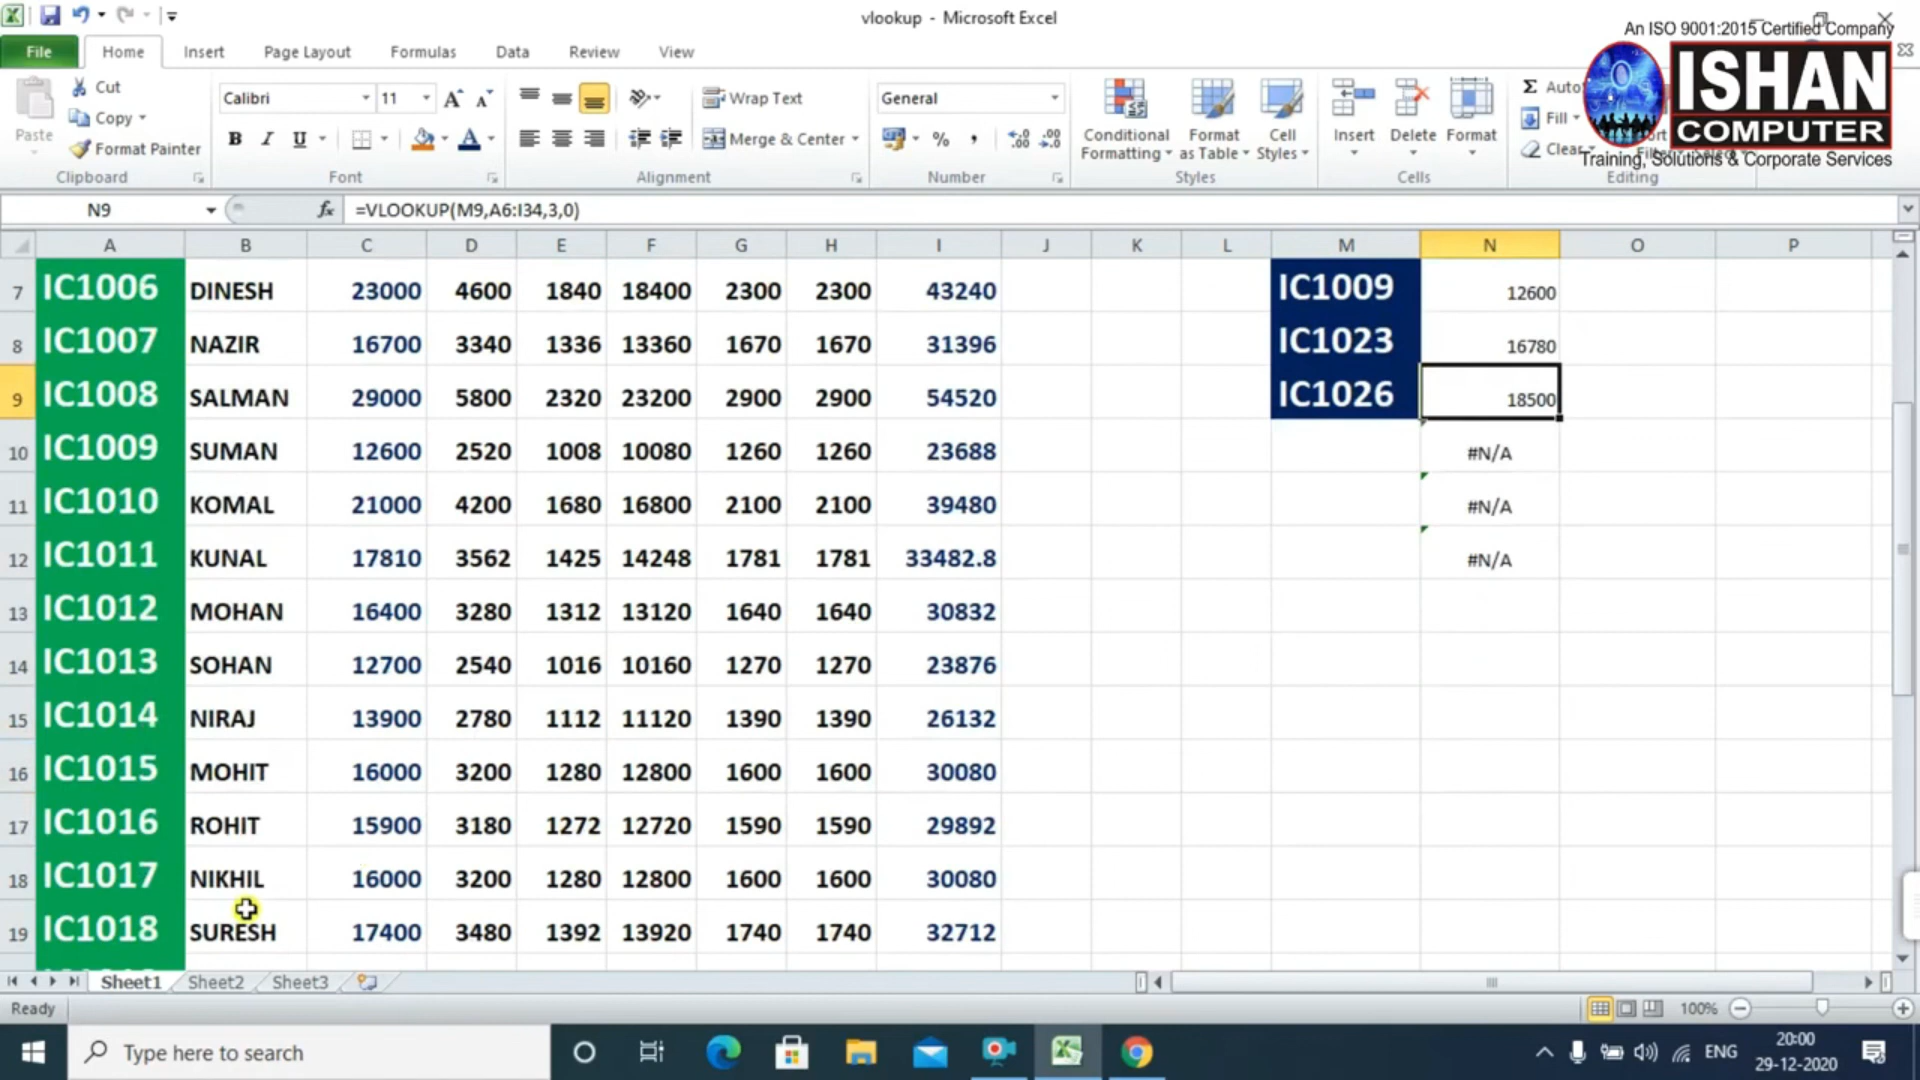 vlookup - Microsoft Excel
An ISO 9001:2015 Certified Company
ISHAN
COMPUTER
Training, Solutions & Corporate Services
File Home Insert Page Layout Formulas Data Review View
Paste
Cut
Copy
Format Painter
Clipboard
Calibri 11
B I U A
Font
Wrap Text
Merge & Center
Alignment
General
% ,
Number
Conditional Formatting
Format as Table
Cell Styles
Styles
Insert Delete Format
Cells
Σ Auto
Fill
Clear
Editing
N9 fx =VLOOKUP(M9,A6:I34,3,0)
A B C D E F G H I J K L M N O P
7 IC1006 DINESH 23000 4600 1840 18400 2300 2300 43240 IC1009 12600
8 IC1007 NAZIR 16700 3340 1336 13360 1670 1670 31396 IC1023 16780
9 IC1008 SALMAN 29000 5800 2320 23200 2900 2900 54520 IC1026 18500
10 IC1009 SUMAN 12600 2520 1008 10080 1260 1260 23688 #N/A
11 IC1010 KOMAL 21000 4200 1680 16800 2100 2100 39480 #N/A
12 IC1011 KUNAL 17810 3562 1425 14248 1781 1781 33482.8 #N/A
13 IC1012 MOHAN 16400 3280 1312 13120 1640 1640 30832
14 IC1013 SOHAN 12700 2540 1016 10160 1270 1270 23876
15 IC1014 NIRAJ 13900 2780 1112 11120 1390 1390 26132
16 IC1015 MOHIT 16000 3200 1280 12800 1600 1600 30080
17 IC1016 ROHIT 15900 3180 1272 12720 1590 1590 29892
18 IC1017 NIKHIL 16000 3200 1280 12800 1600 1600 30080
19 IC1018 SURESH 17400 3480 1392 13920 1740 1740 32712
Sheet1 Sheet2 Sheet3
Ready 100%
Type here to search
ENG
20:00
29-12-2020